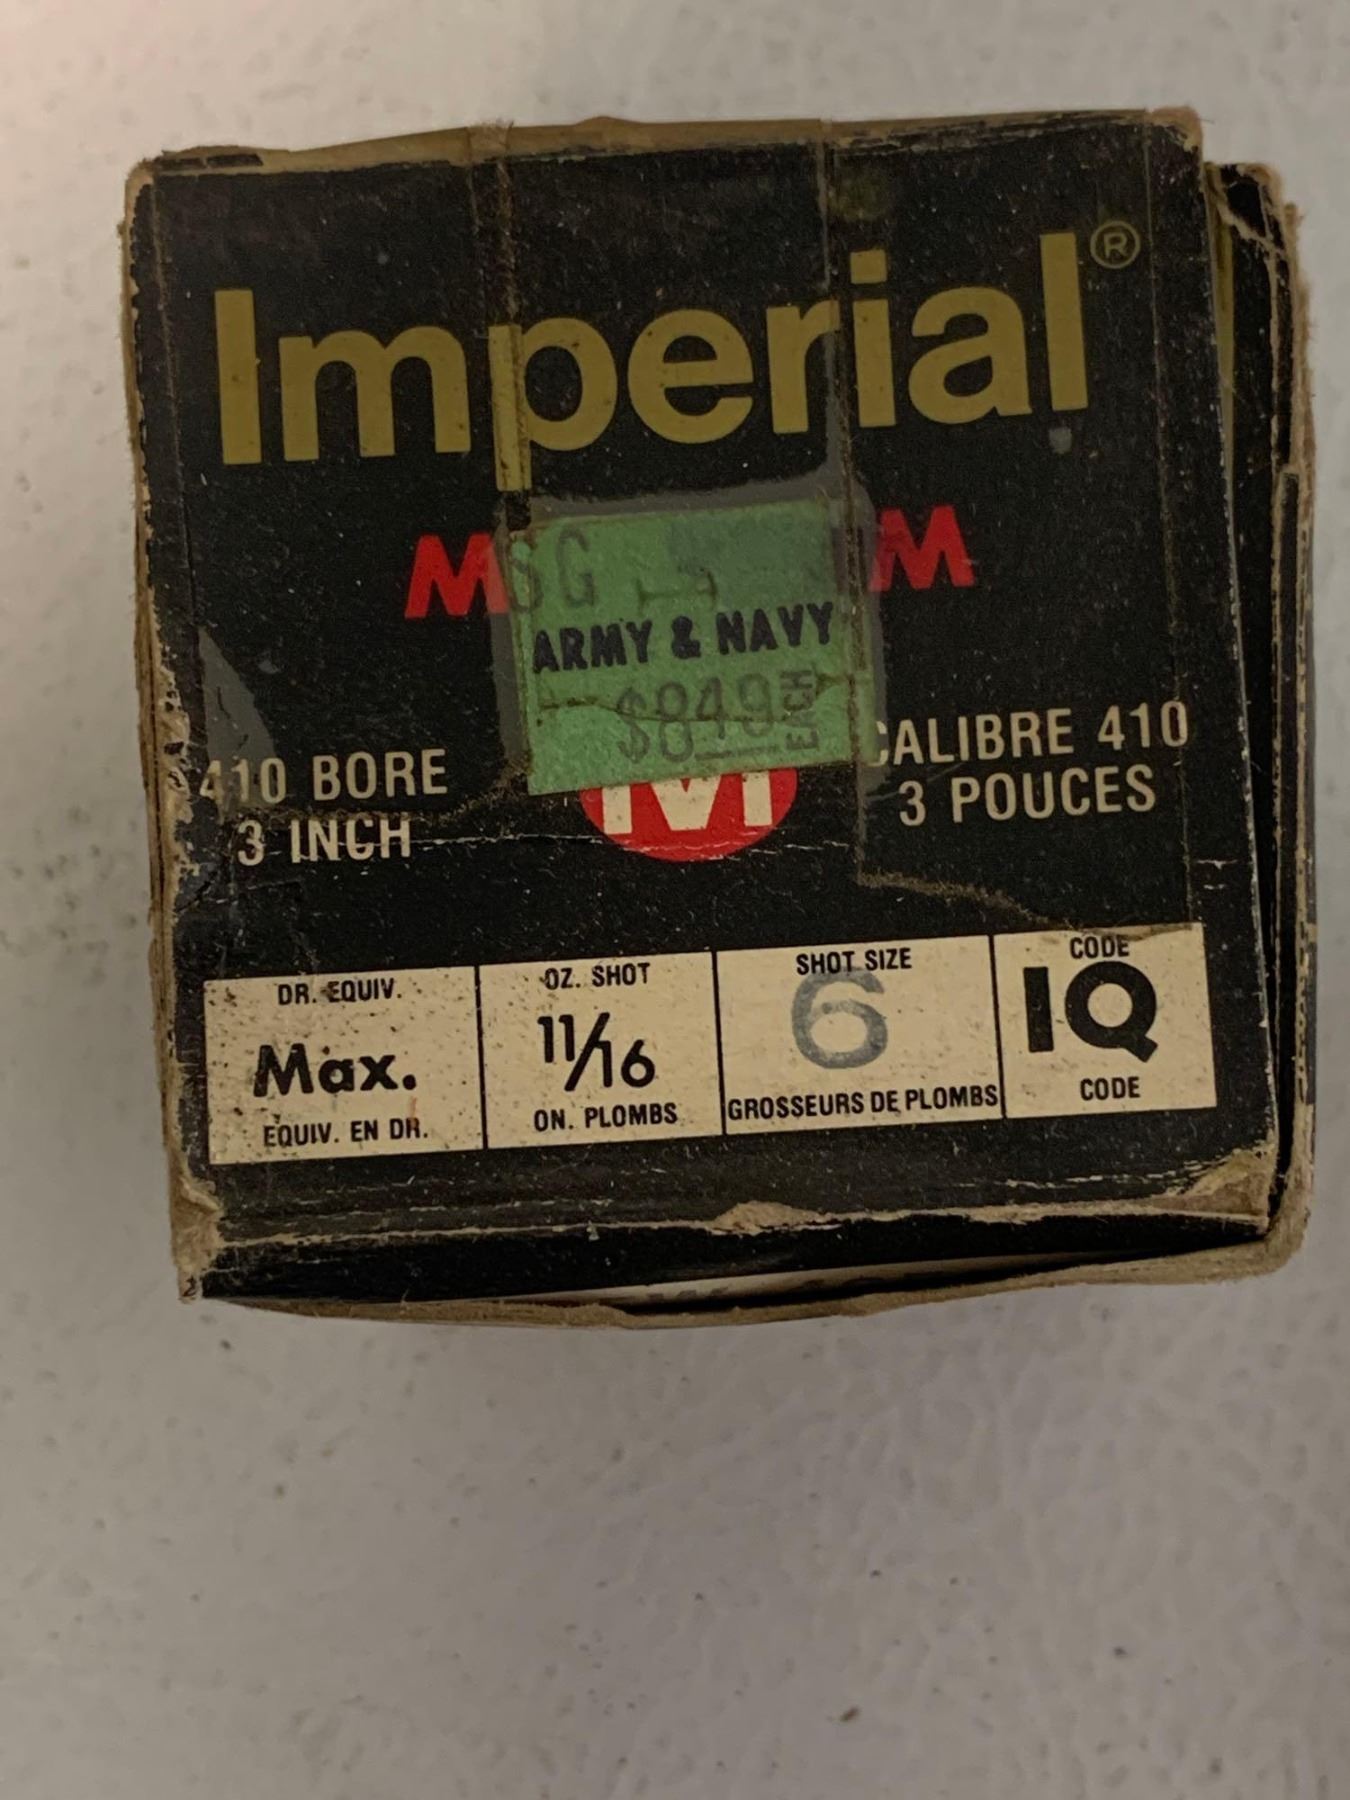 Imperial®
M M
SG
ARMY & NAVY
$849 EACH
410 BORE
3 INCH
M
CALIBRE 410
3 POUCES
DR. EQUIV.
Max.
EQUIV. EN DR.
OZ. SHOT
11/16
ON. PLOMBS
SHOT SIZE
6
GROSSEURS DE PLOMBS
CODE
IQ
CODE